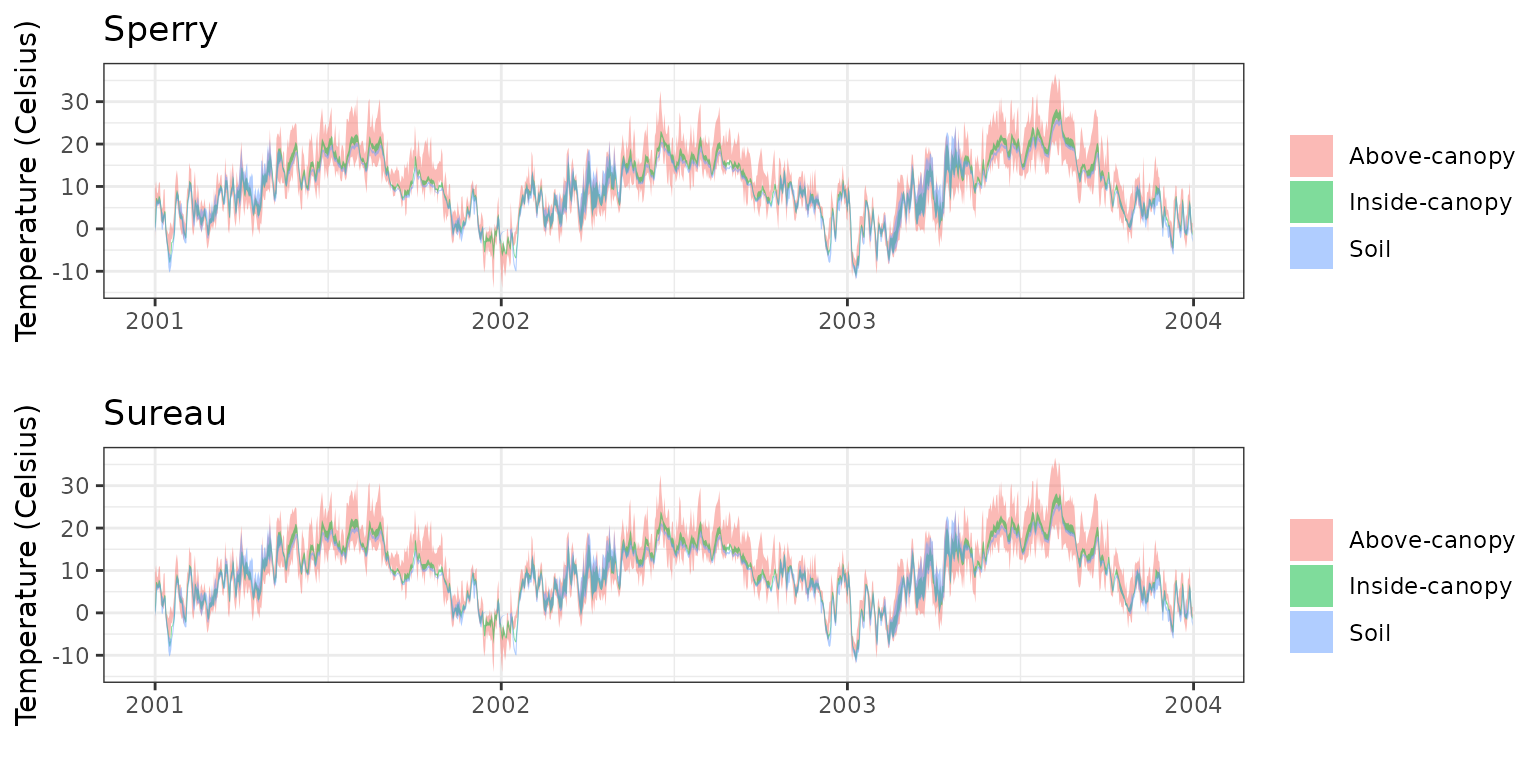 Sperry
Temperature (Celsius)
30
20
10
0
-10
2001 2002 2003 2004
Above-canopy
Inside-canopy
Soil
Sureau
Temperature (Celsius)
30
20
10
0
-10
2001 2002 2003 2004
Above-canopy
Inside-canopy
Soil